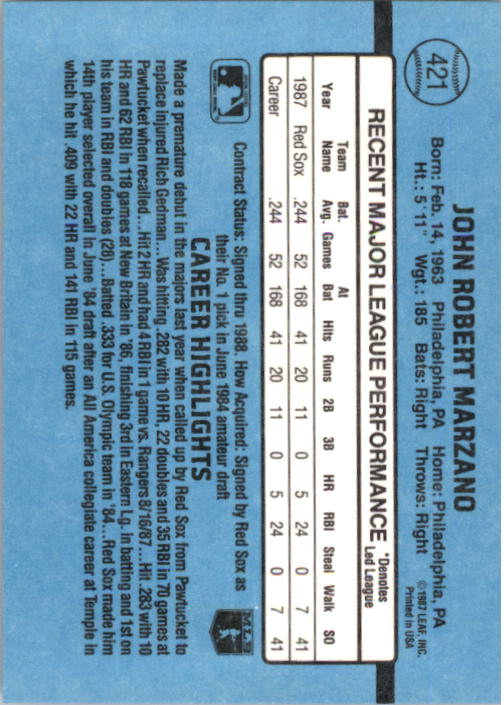 421
JOHN ROBERT MARZANO
Born: Feb. 14, 1963 Philadelphia, PA Home: Philadelphia, PA
Ht.: 5'11" Wgt.: 185 Bats: Right Throws: Right
©1987 LEAF, INC.
Printed in USA
RECENT MAJOR LEAGUE PERFORMANCE *Denotes Led League
Year Team Name Bat. Avg. Games At Bat Hits Runs 2B 3B HR RBI Steal Walk SO
1987 Red Sox .244 52 168 41 20 11 0 5 24 0 7 41
Career .244 52 168 41 20 11 0 5 24 0 7 41
Contract Status: Signed thru 1988. How Acquired: Signed by Red Sox as
their No. 1 pick in June 1984 amateur draft
MLB
CAREER HIGHLIGHTS
Made a premature debut in the majors last year when called up by Red Sox from Pawtucket to
replace injured Rich Gedman...Was hitting .282 with 10 HR, 22 doubles and 35 RBI in 70 games at
Pawtucket when recalled...Hit 2 HR and had 4 RBI in 1 game vs. Rangers 8/16/87...Hit .283 with 10
HR and 62 RBI in 118 games at New Britain in '86, finishing 3rd in Eastern Lg. in batting and 1st on
his team in RBI and doubles (28)...Batted .333 for U.S. Olympic team in '84...Red Sox made him
14th player selected overall in June '84 draft after an All America collegiate career at Temple in
which he hit .409 with 22 HR and 141 RBI in 115 games.